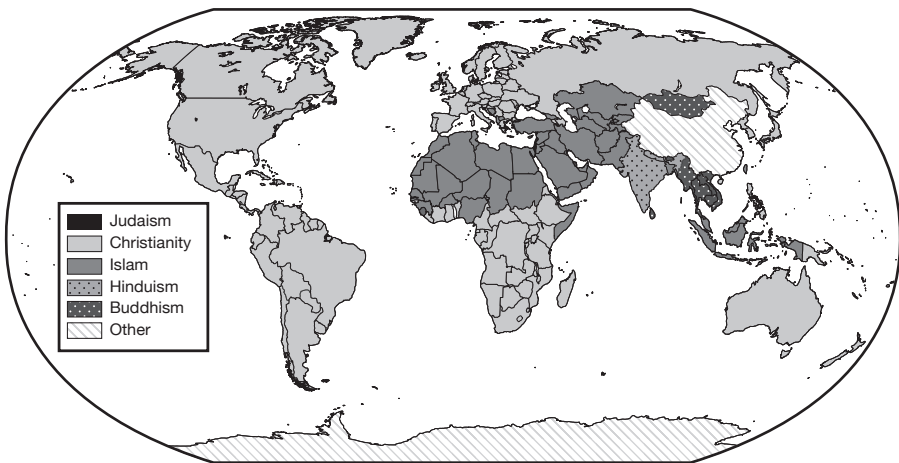 Judaism
Christianity
Islam
Hinduism
Buddhism
Other